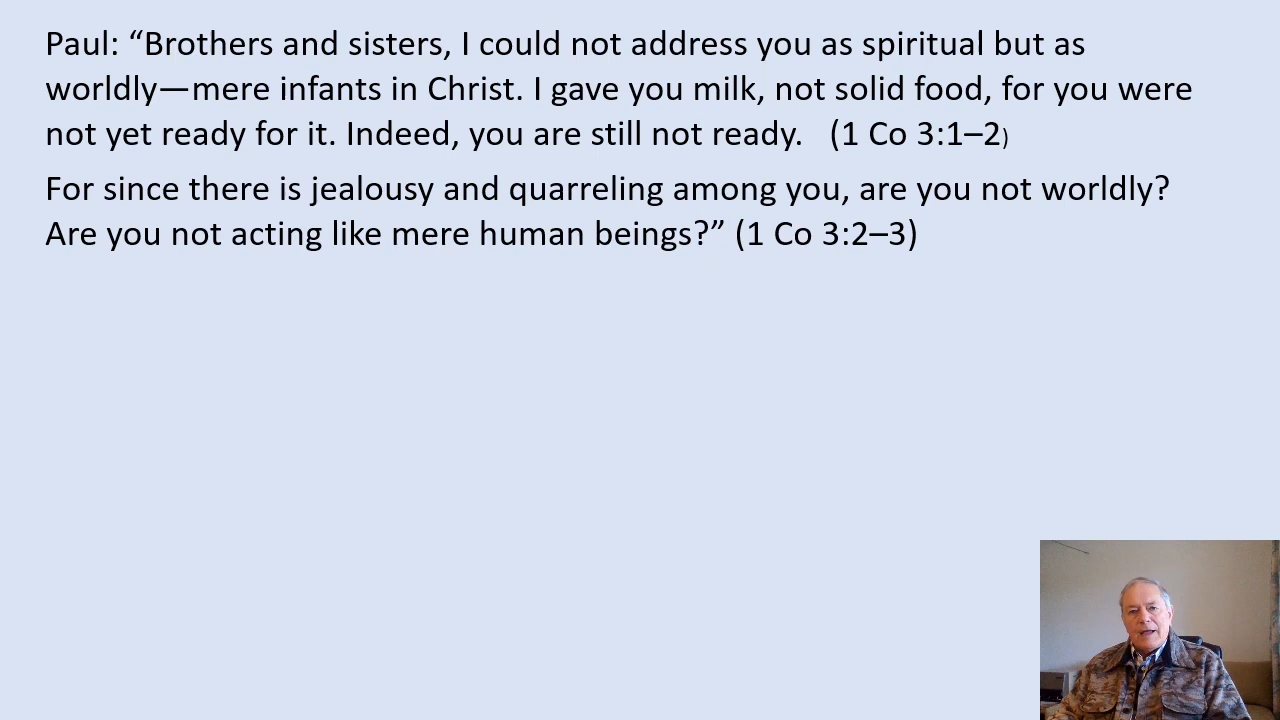 Paul: “Brothers and sisters, I could not address you as spiritual but as
worldly—mere infants in Christ. I gave you milk, not solid food, for you were
not yet ready for it. Indeed, you are still not ready.   (1 Co 3:1–2)
For since there is jealousy and quarreling among you, are you not worldly?
Are you not acting like mere human beings?” (1 Co 3:2–3)